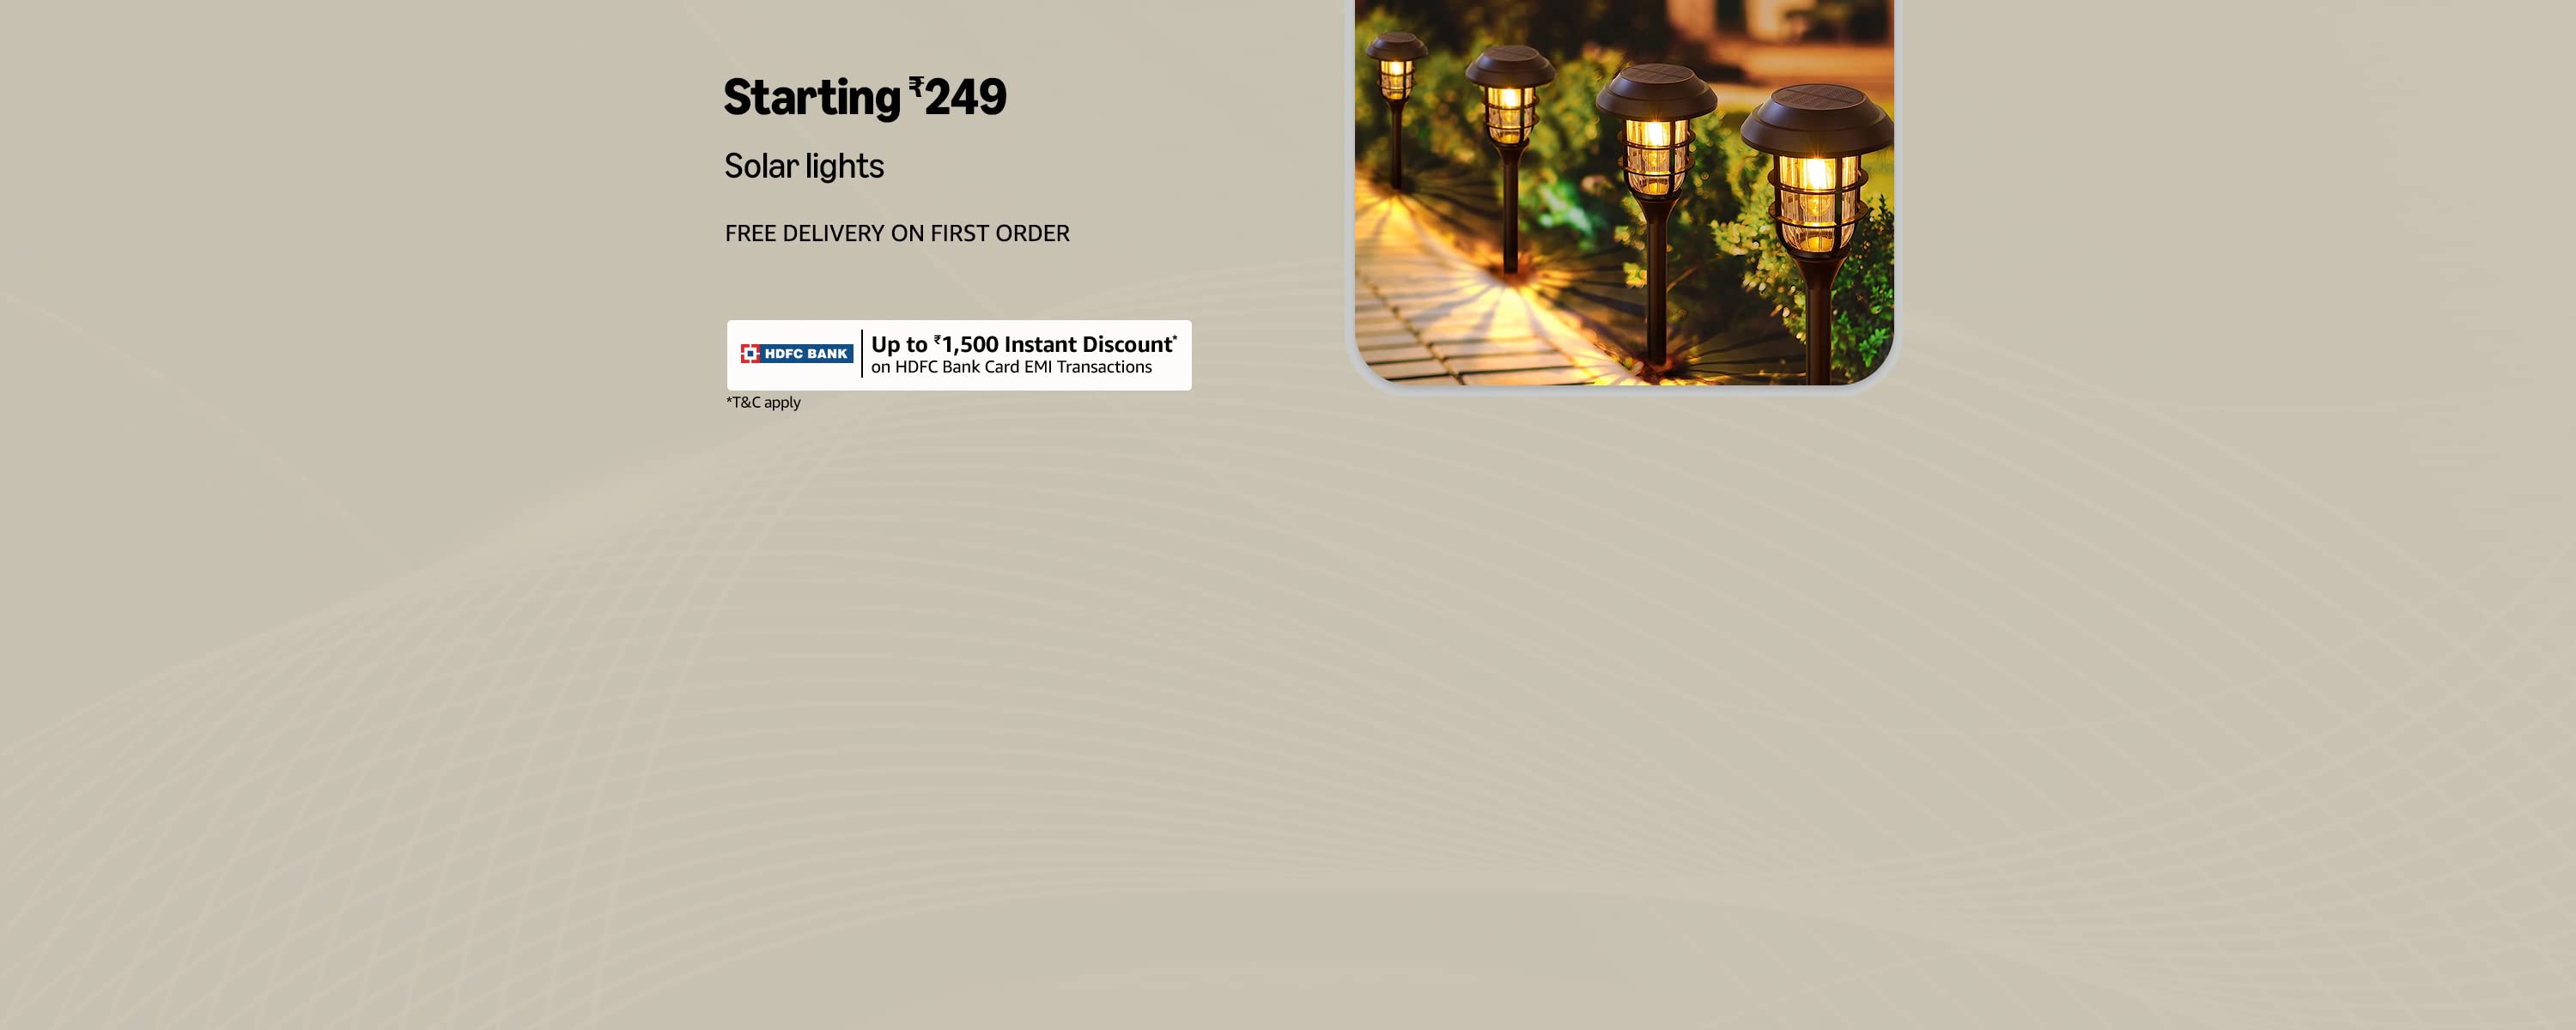 Starting ₹249
Solar lights
FREE DELIVERY ON FIRST ORDER
HDFC BANK
Up to ₹1,500 Instant Discount*
on HDFC Bank Card EMI Transactions
*T&C apply